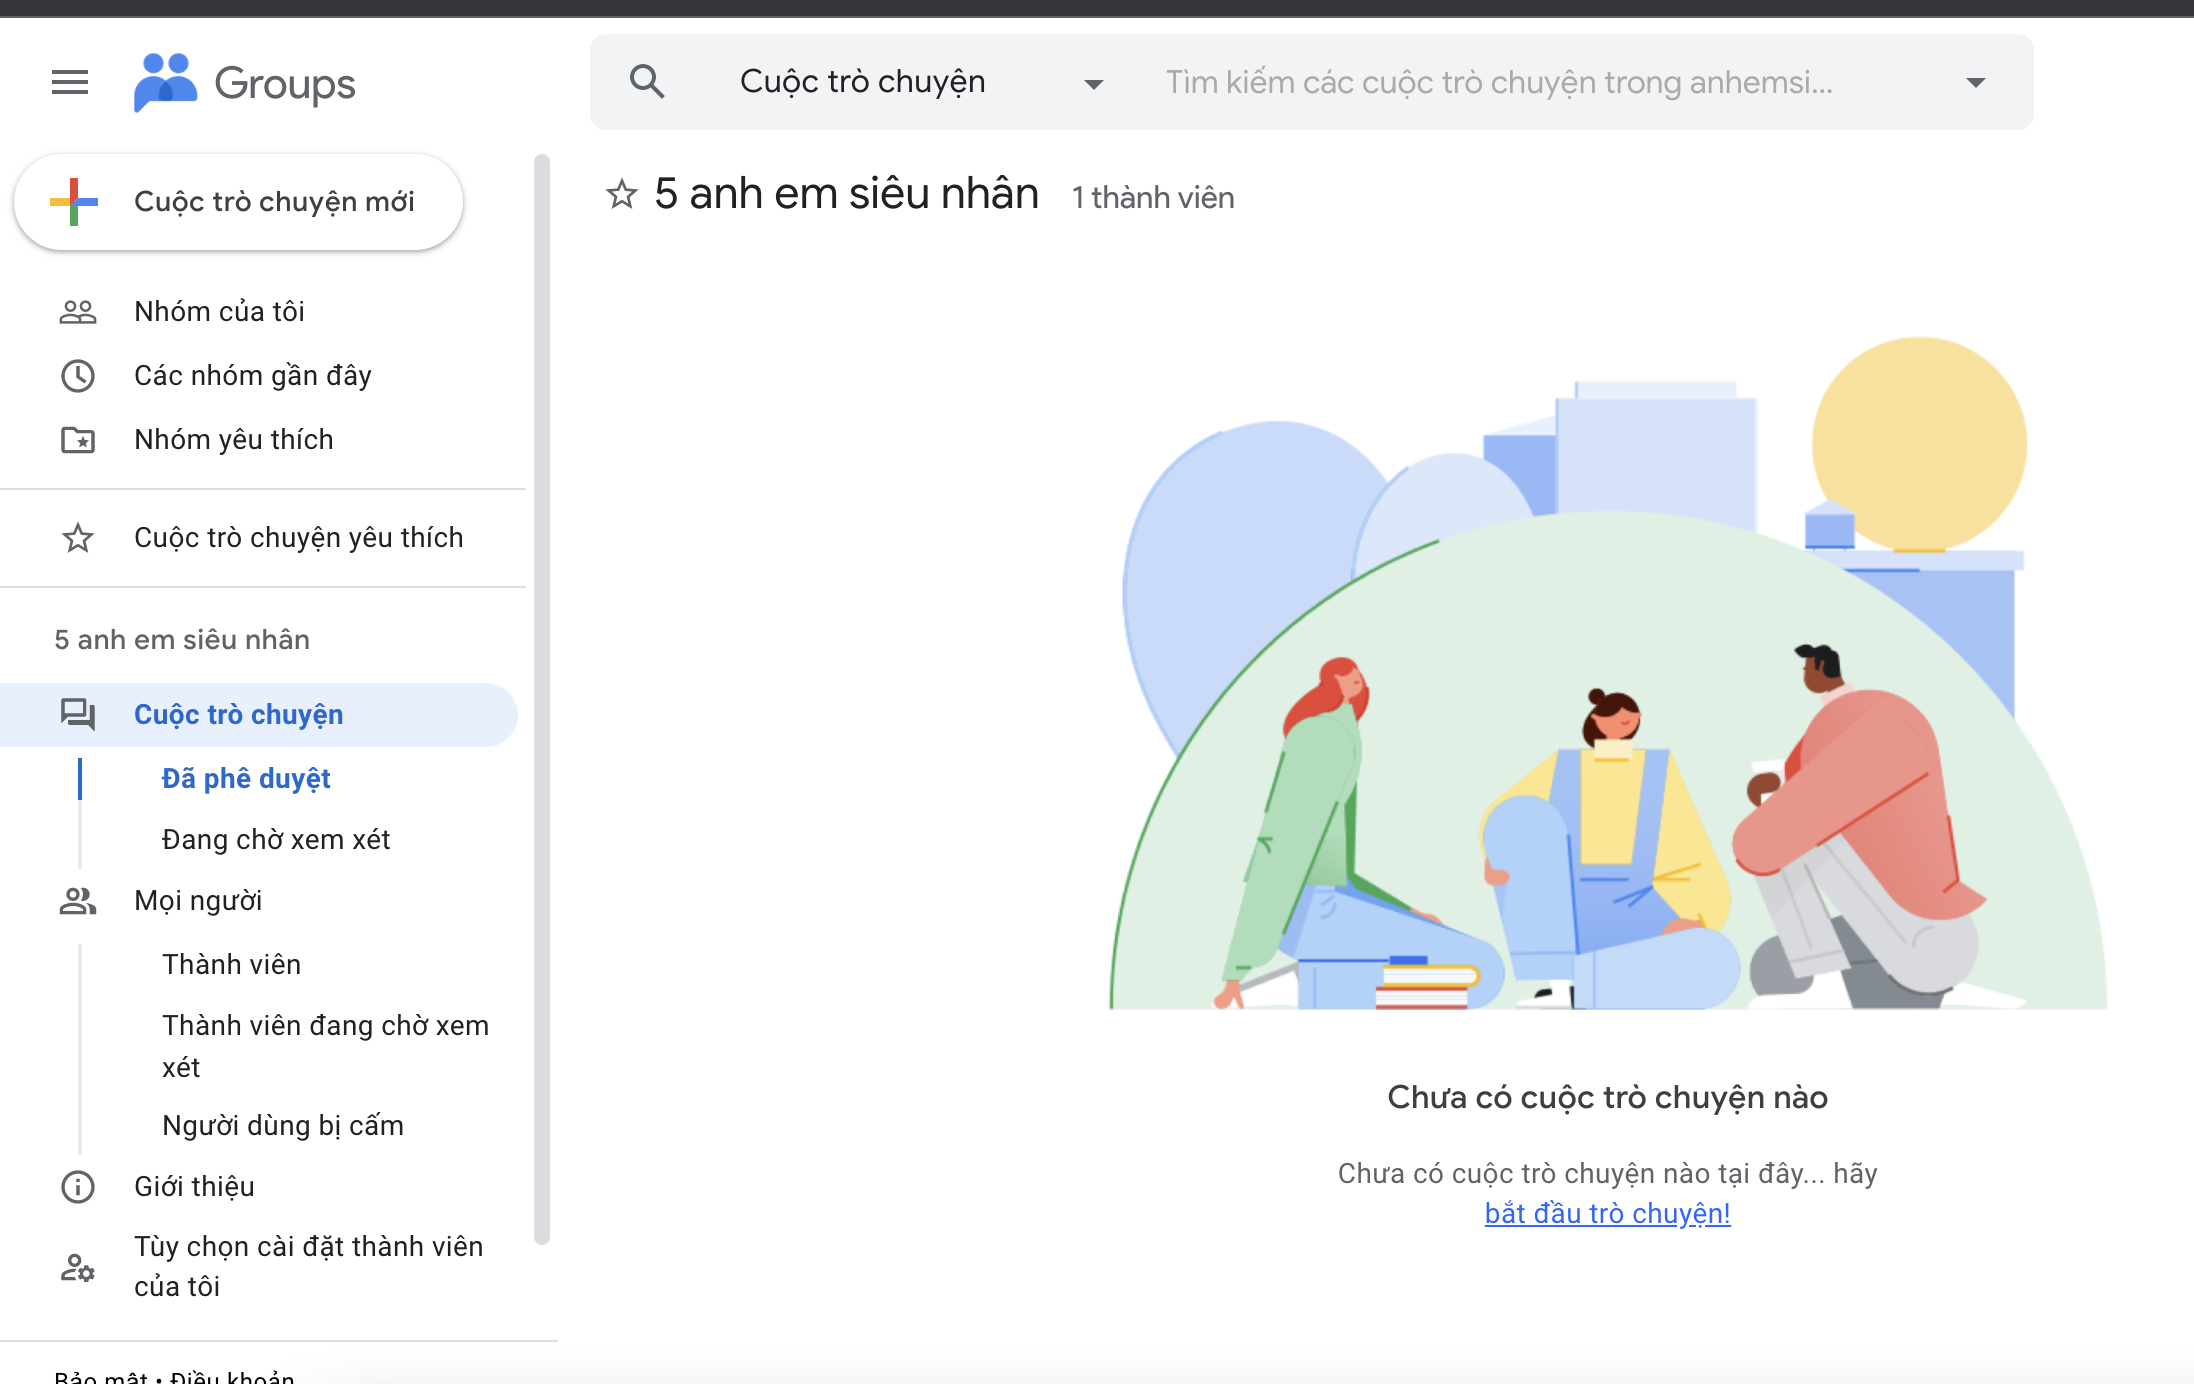 Groups
Cuộc trò chuyện
Tìm kiếm các cuộc trò chuyện trong anhemsi...
Cuộc trò chuyện mới
Nhóm của tôi
Các nhóm gần đây
Nhóm yêu thích
Cuộc trò chuyện yêu thích
5 anh em siêu nhân
Cuộc trò chuyện
Đã phê duyệt
Đang chờ xem xét
Mọi người
Thành viên
Thành viên đang chờ xem
xét
Người dùng bị cấm
Giới thiệu
Tùy chọn cài đặt thành viên
của tôi
Bảo mật • Điều khoản
5 anh em siêu nhân 1 thành viên
Chưa có cuộc trò chuyện nào
Chưa có cuộc trò chuyện nào tại đây... hãy
bắt đầu trò chuyện!